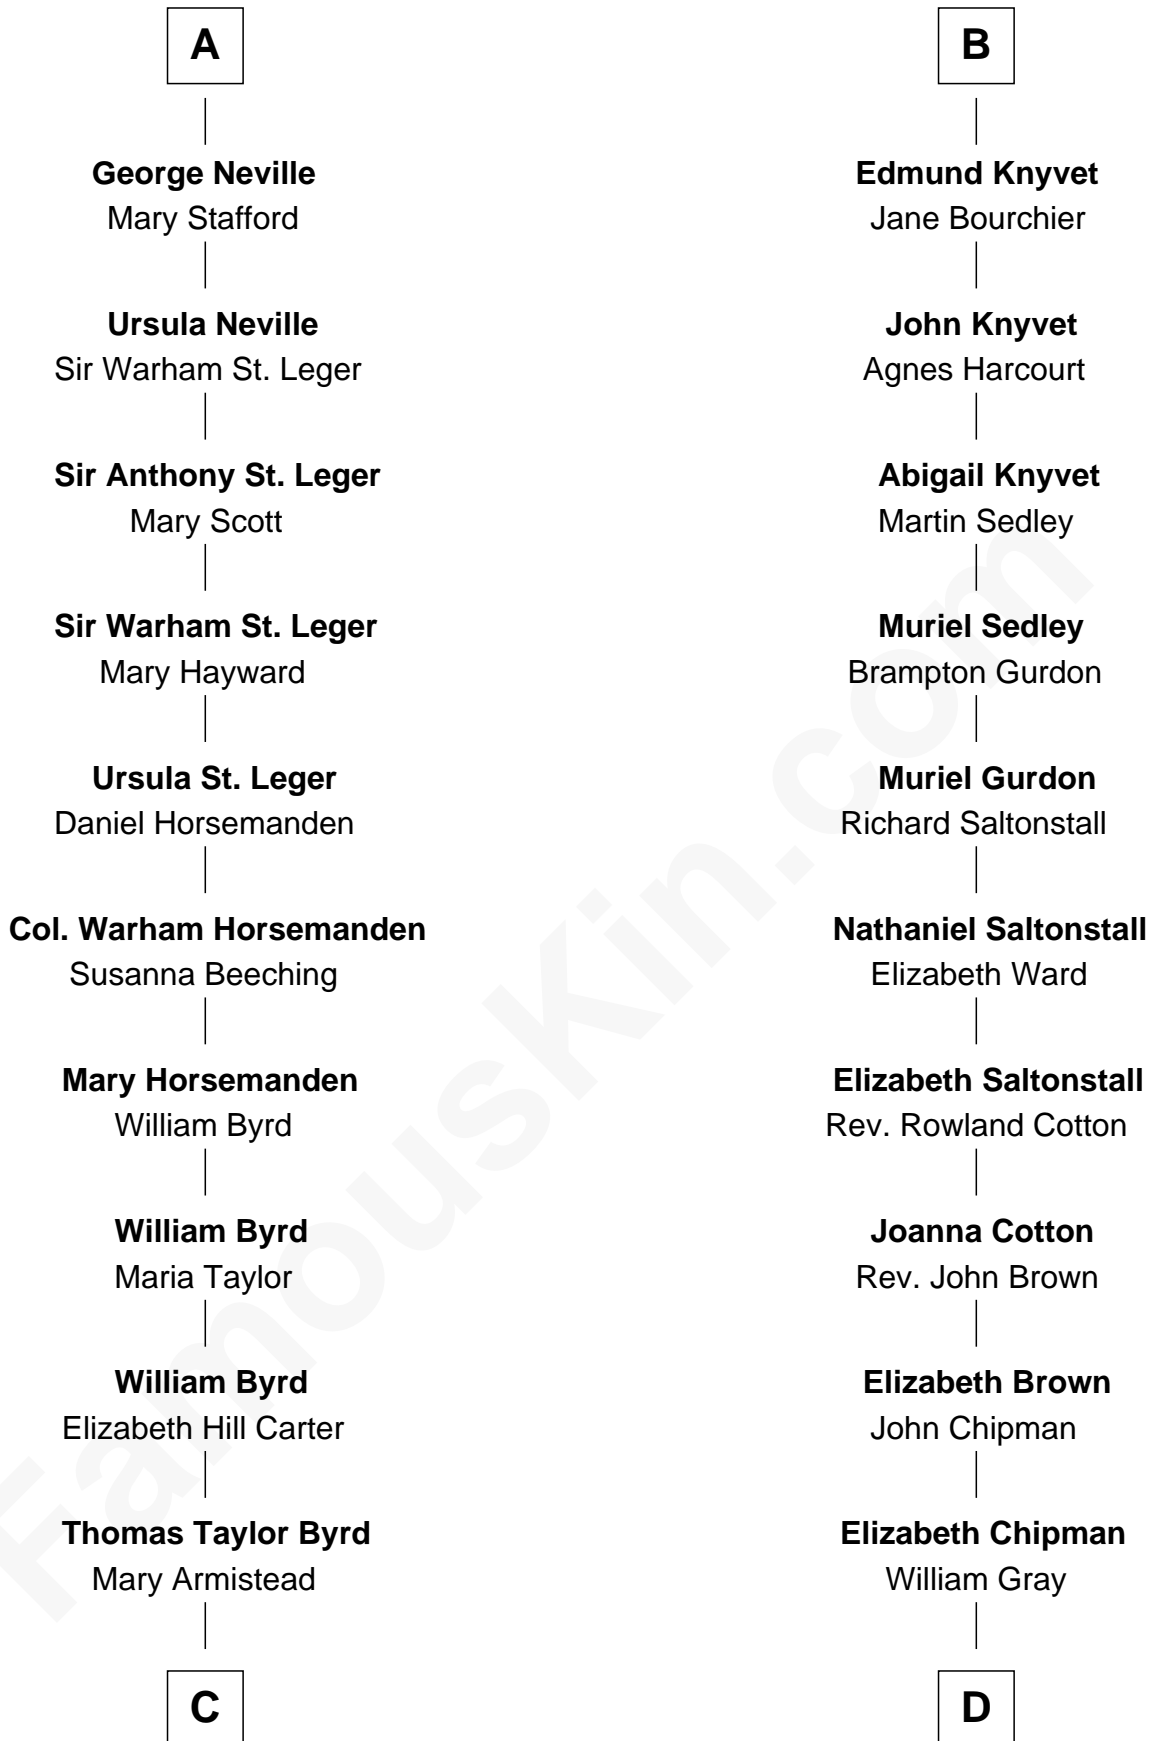 A
George Neville
Mary Stafford
Ursula Neville
Sir Warham St. Leger
Sir Anthony St. Leger
Mary Scott
Sir Warham St. Leger
Mary Hayward
Ursula St. Leger
Daniel Horsemanden
Col. Warham Horsemanden
Susanna Beeching
Mary Horsemanden
William Byrd
William Byrd
Maria Taylor
William Byrd
Elizabeth Hill Carter
Thomas Taylor Byrd
Mary Armistead
C
B
Edmund Knyvet
Jane Bourchier
John Knyvet
Agnes Harcourt
Abigail Knyvet
Martin Sedley
Muriel Sedley
Brampton Gurdon
Muriel Gurdon
Richard Saltonstall
Nathaniel Saltonstall
Elizabeth Ward
Elizabeth Saltonstall
Rev. Rowland Cotton
Joanna Cotton
Rev. John Brown
Elizabeth Brown
John Chipman
Elizabeth Chipman
William Gray
D
FamousKin.com